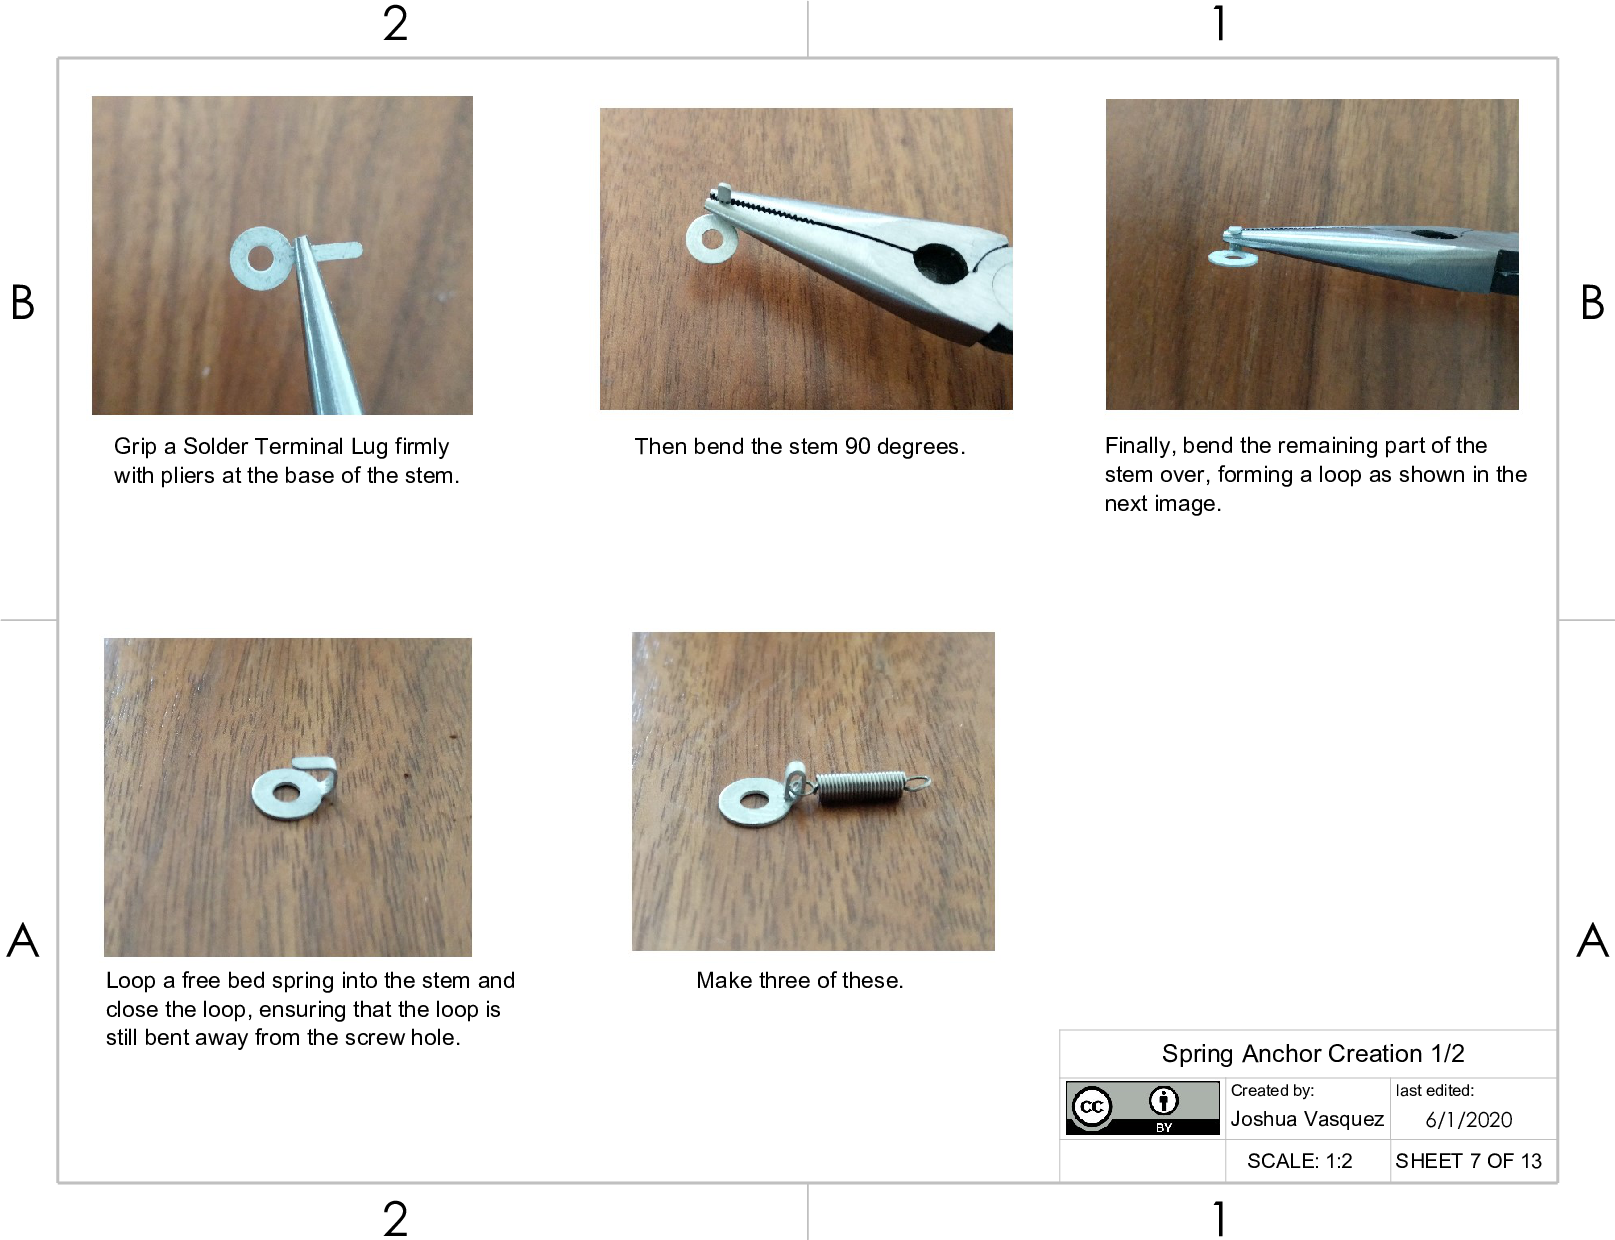 2
1
B
B
Grip a Solder Terminal Lug firmly
with pliers at the base of the stem.
Then bend the stem 90 degrees.
Finally, bend the remaining part of the
stem over, forming a loop as shown in the
next image.
A
A
Loop a free bed spring into the stem and
close the loop, ensuring that the loop is
still bent away from the screw hole.
Make three of these.
Spring Anchor Creation 1/2
cc
BY
Created by:
Joshua Vasquez
last edited:
6/1/2020
SCALE: 1:2
SHEET 7 OF 13
2
1